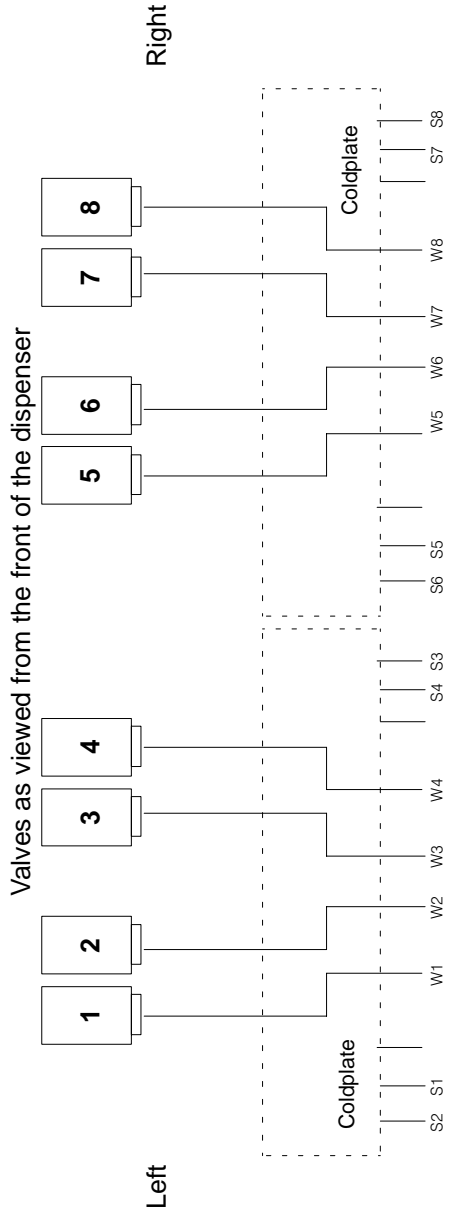 Valves as viewed from the front of the dispenser
1 2 3 4 5 6 7 8
Left Right
Coldplate Coldplate
S2 S1 W1 W2 W3 W4 S4 S3 S6 S5 W5 W6 W7 W8 S7 S8